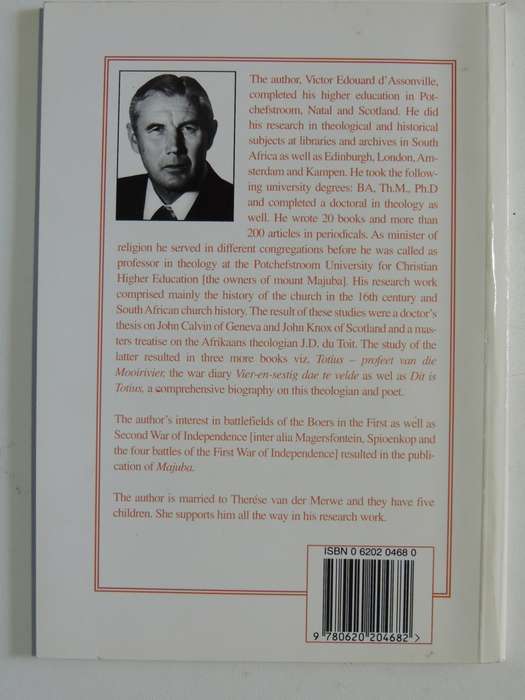 The author, Victor Edouard d'Assonville,
completed his higher education in Pot-
chefstroom, Natal and Scotland. He did
his research in theological and historical
subjects at libraries and archives in South
Africa as well as Edinburgh, London, Am-
sterdam and Kampen. He took the follow-
ing university degrees: BA, Th.M., Ph.D
and completed a doctoral in theology as
well. He wrote 20 books and more than
200 articles in periodicals. As minister of
religion he served in different congregations before he was called as
professor in theology at the Potchefstroom University for Christian
Higher Education [the owners of mount Majuba]. His research work
comprised mainly the history of the church in the 16th century and
South African church history. The result of these studies were a doctor's
thesis on John Calvin of Geneva and John Knox of Scotland and a mas-
ters treatise on the Afrikaans theologian J.D. du Toit. The study of the
latter resulted in three more books viz. Totius – profeet van die
Mooirivier, the war diary Vier-en-sestig dae te velde as wel as Dit is
Totius, a comprehensive biography on this theologian and poet.
The author's interest in battlefields of the Boers in the First as well as
Second War of Independence [inter alia Magersfontein, Spioenkop and
the four battles of the First War of Independence] resulted in the publi-
cation of Majuba.
The author is married to Therése van der Merwe and they have five
children. She supports him all the way in his research work.
ISBN 0 6202 0468 0
9 780620 204682 >